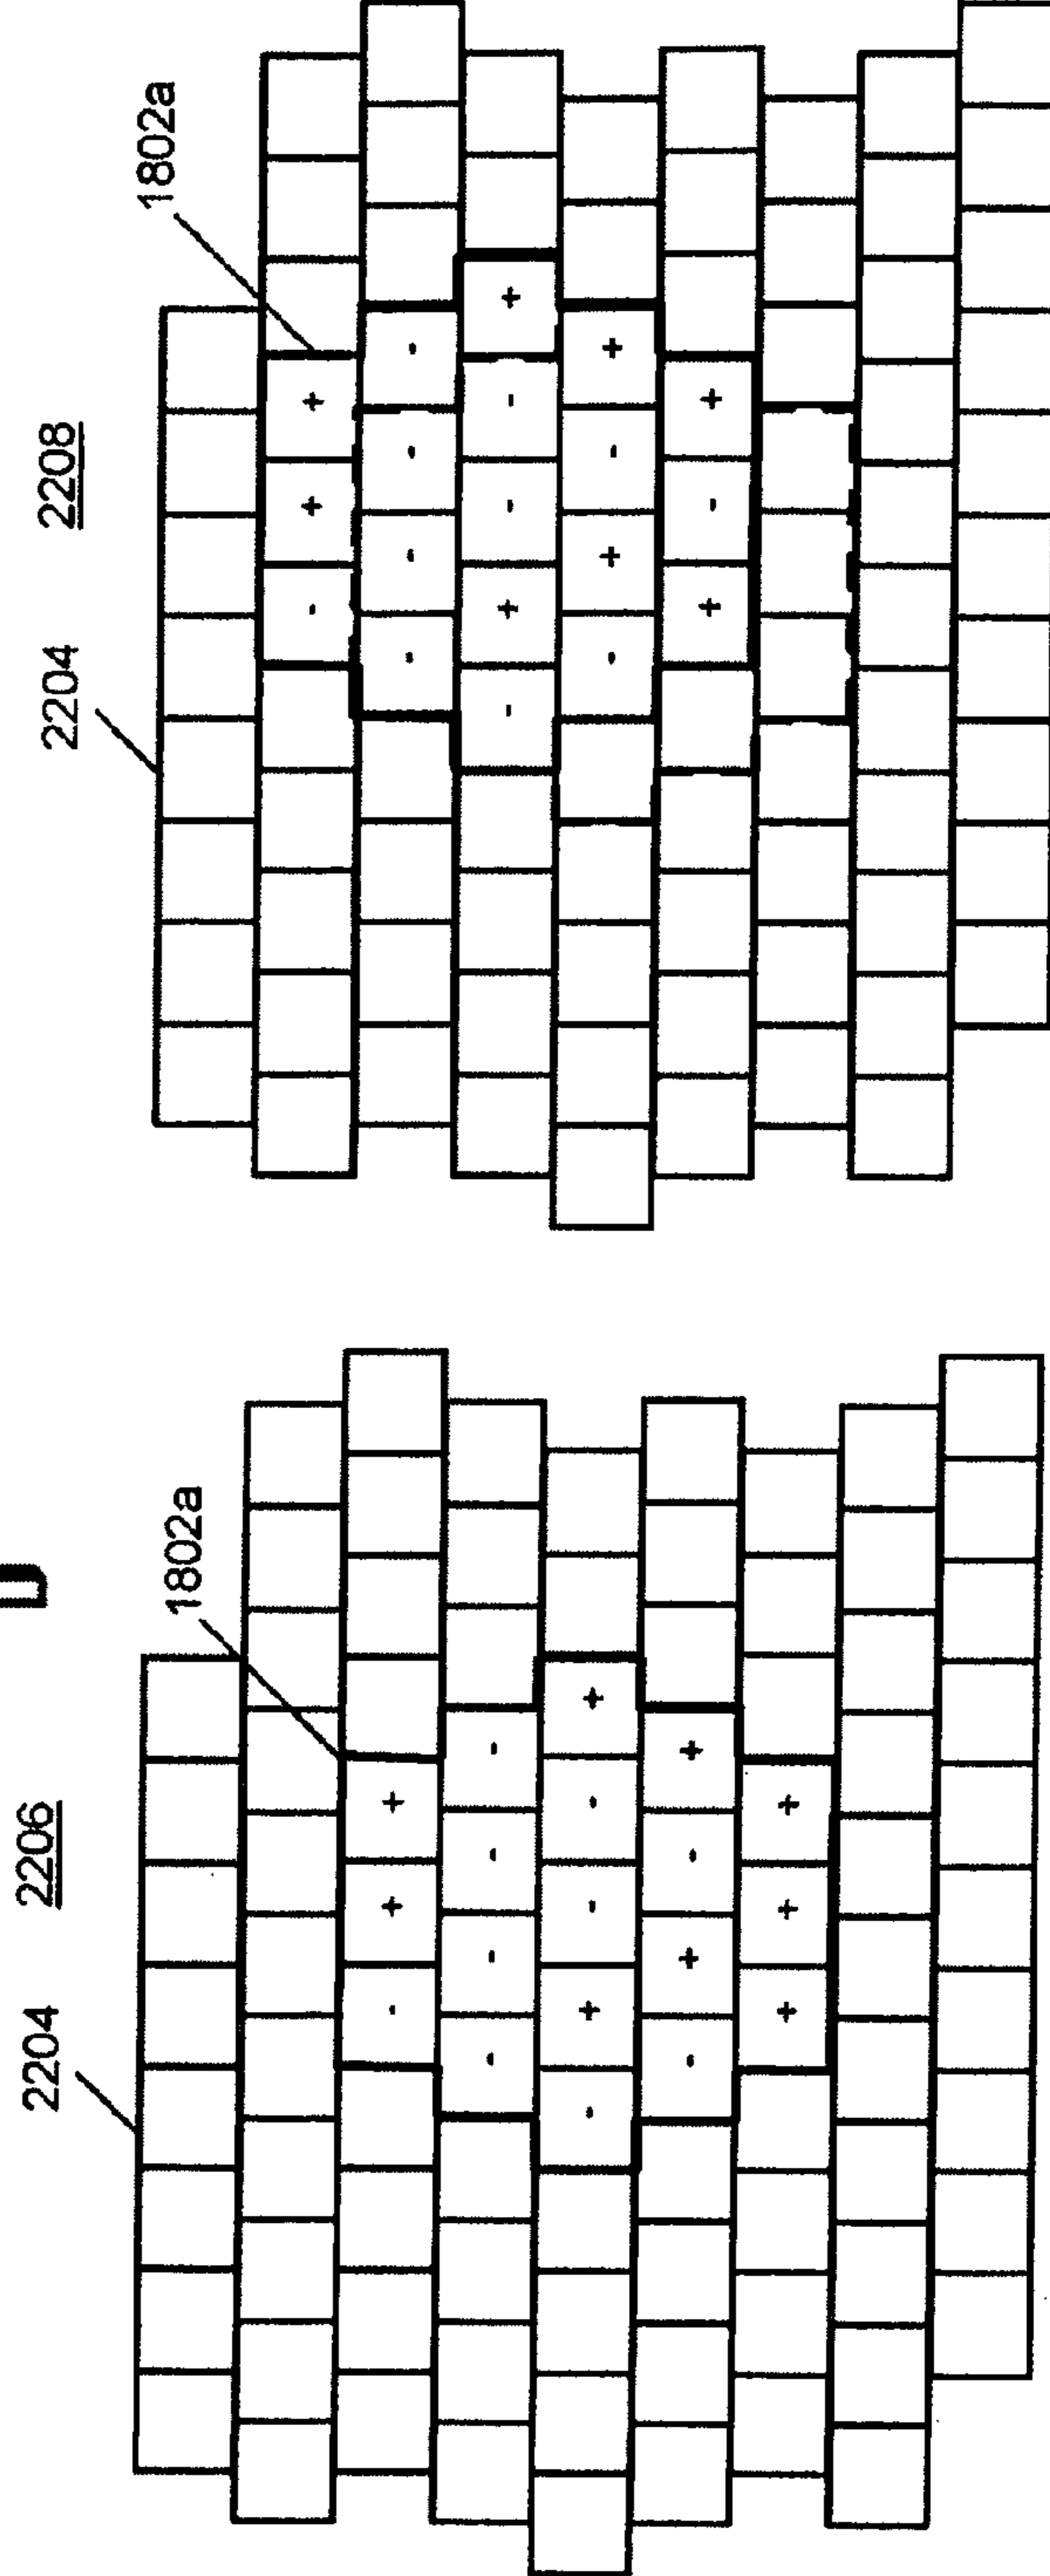 2206
2204
1802a
- + +
- - - -
- + - - +
- + - +
+ + +
2208
2204
1802a
- + +
- - - -
- + - - +
- + - +
+ - +